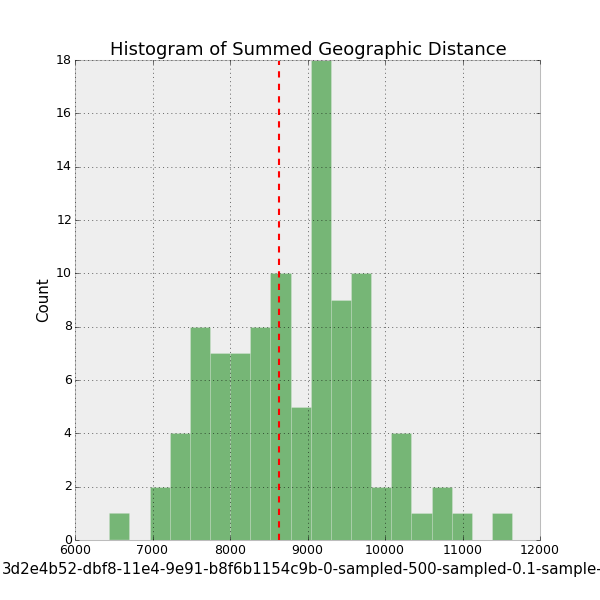 Histogram of Summed Geographic Distance
18
16
14
12
10
8
6
4
2
0
Count
6000 7000 8000 9000 10000 11000 12000
3d2e4b52-dbf8-11e4-9e91-b8f6b1154c9b-0-sampled-500-sampled-0.1-sample-